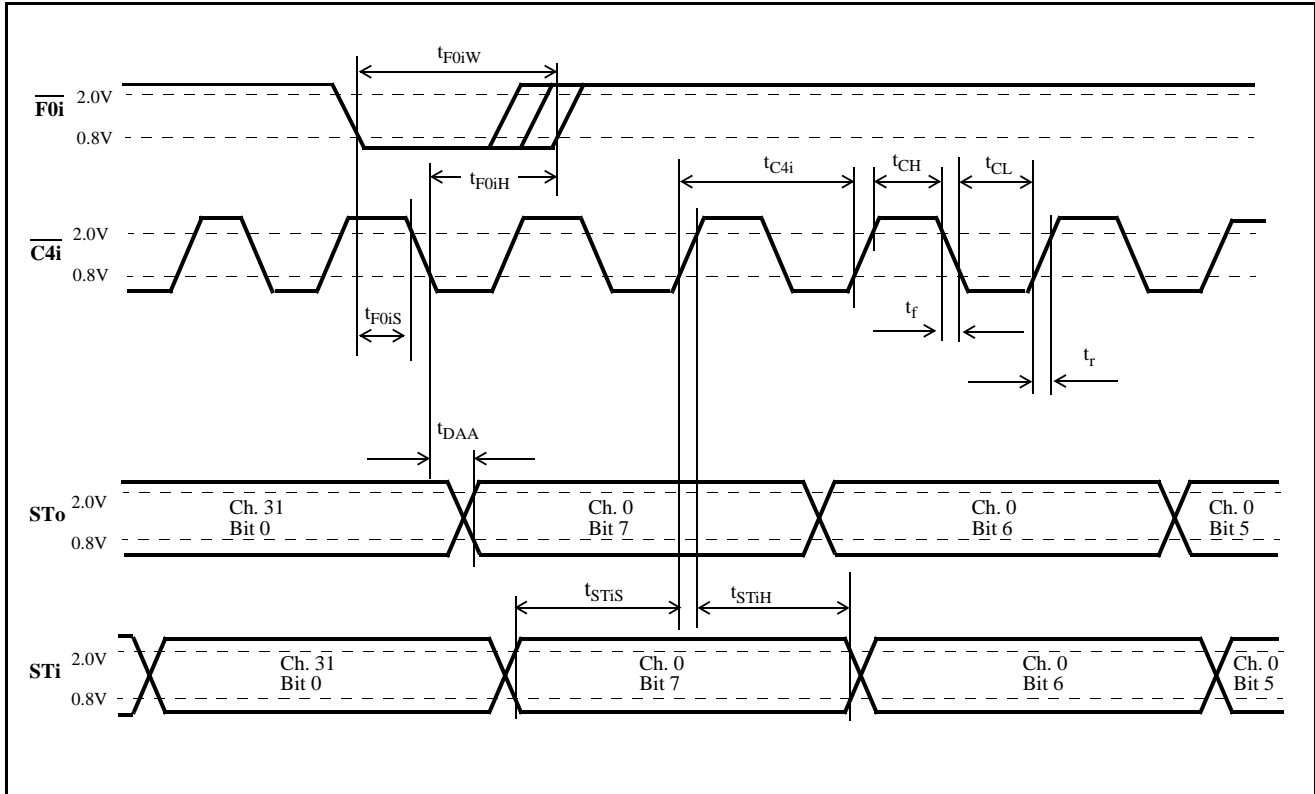 tF0iW
F0i
2.0V
0.8V
tF0iH
tC4i
tCH
tCL
C4i
2.0V
0.8V
tF0iS
tf
tr
tDAA
STo
2.0V
0.8V
Ch. 31
Bit 0
Ch. 0
Bit 7
Ch. 0
Bit 6
Ch. 0
Bit 5
tSTiS
tSTiH
STi
2.0V
0.8V
Ch. 31
Bit 0
Ch. 0
Bit 7
Ch. 0
Bit 6
Ch. 0
Bit 5